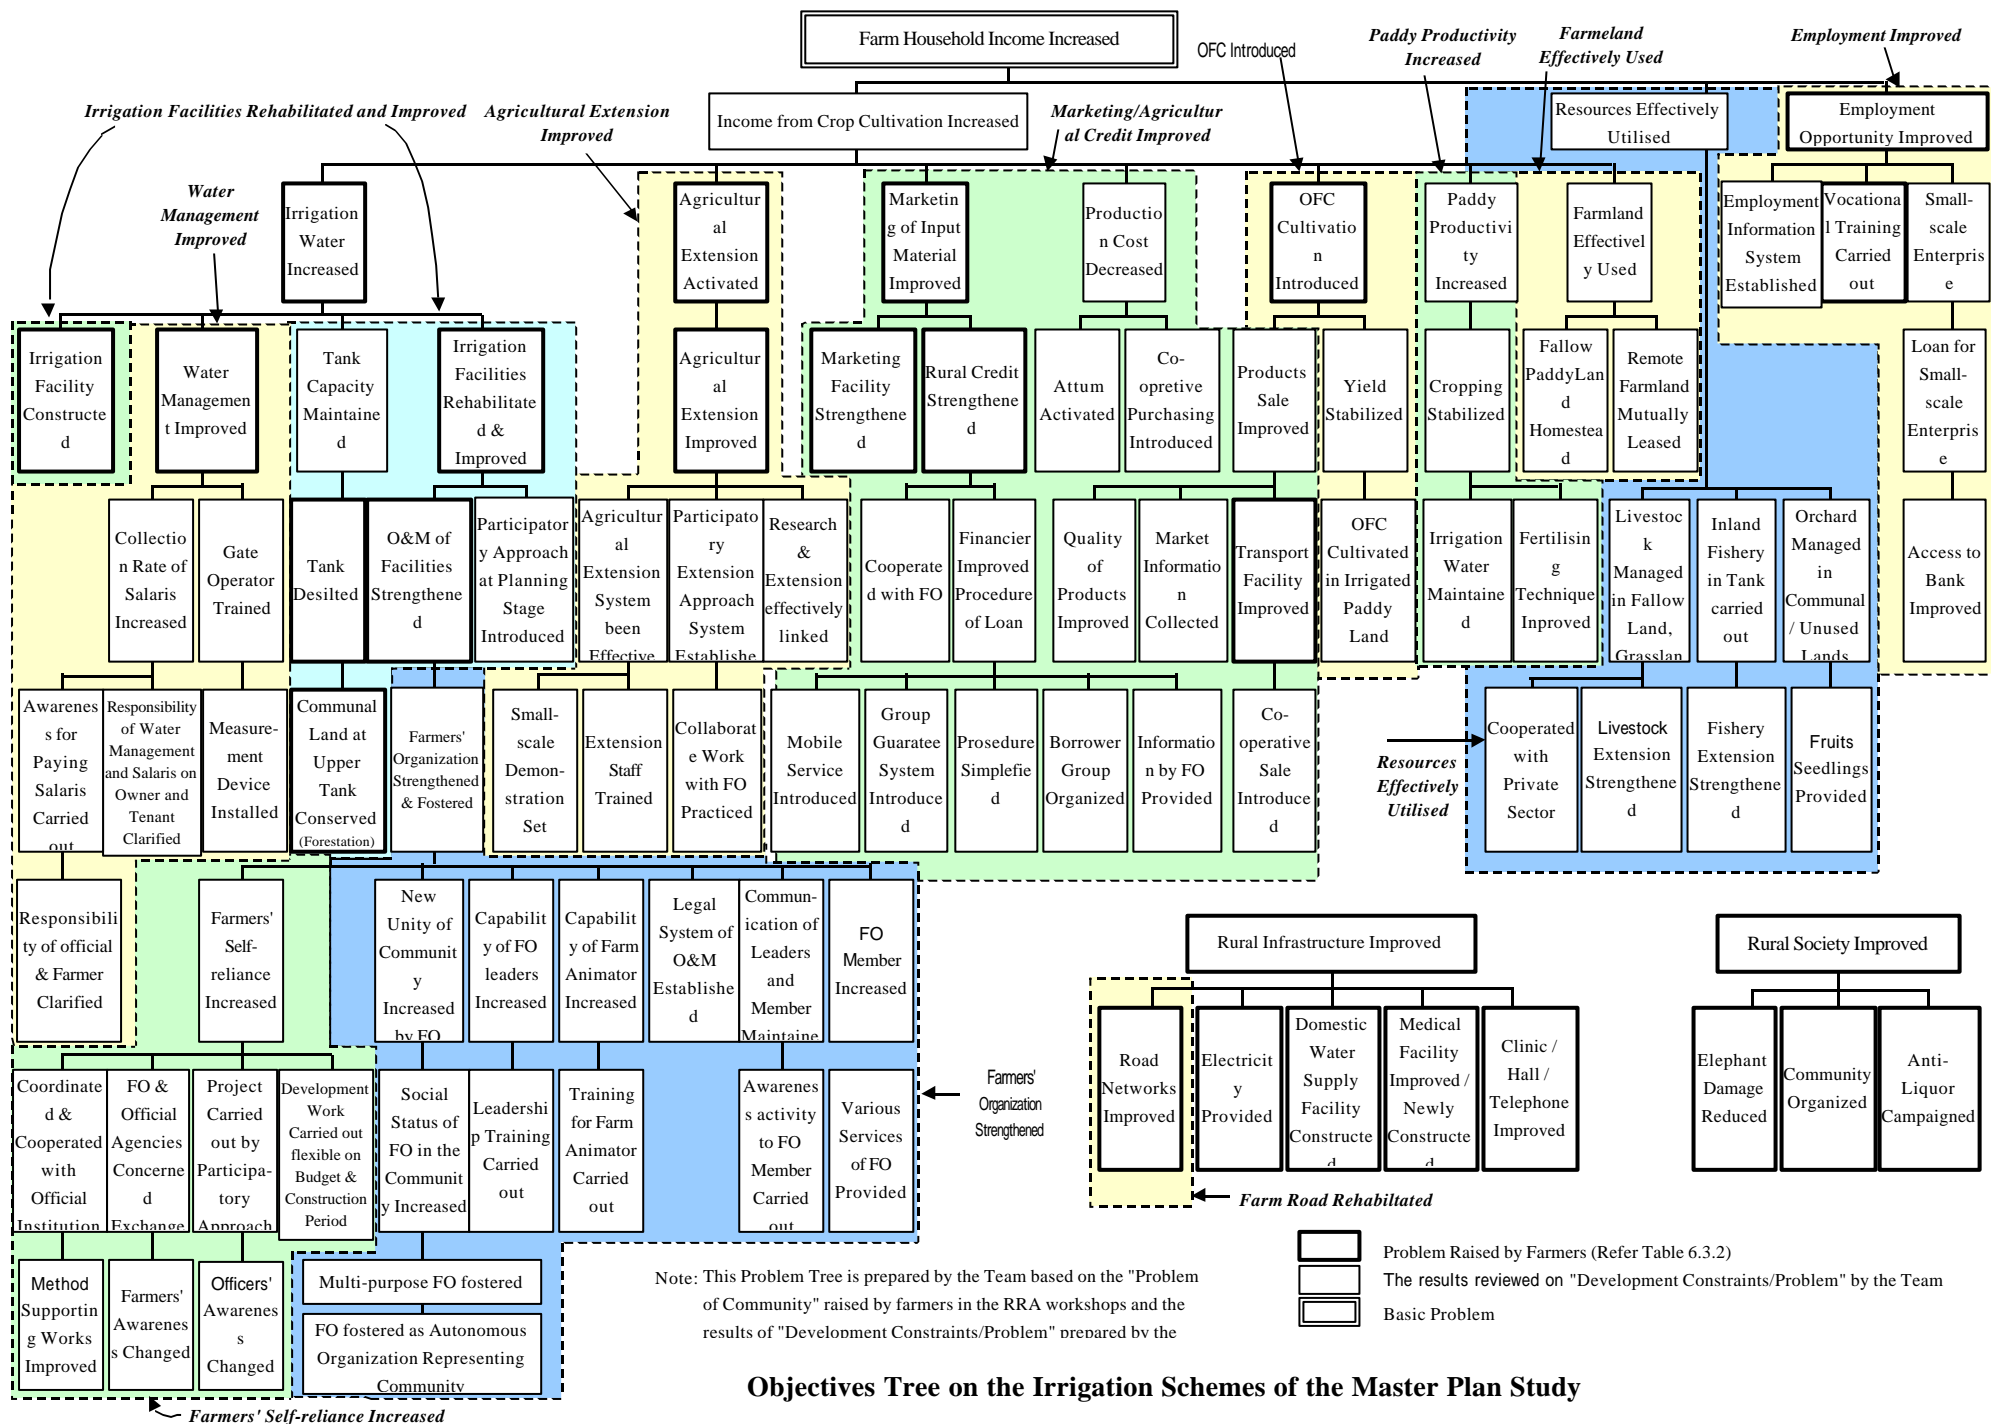 Farm Household Income Increased
OFC Introduced
Paddy Productivity
Increased
Farmeland
Effectively Used
Employment Improved
Irrigation Facilities Rehabilitated and Improved
Agricultural Extension
Improved
Income from Crop Cultivation Increased
Marketing/Agricultur
al Credit Improved
Resources Effectively
Utilised
Employment
Opportunity Improved
Water
Management
Improved
Irrigation
Water
Increased
Agricultur
al
Extension
Activated
Marketin
g of Input
Material
Improved
Productio
n Cost
Decreased
OFC
Cultivatio
n
Introduced
Paddy
Productivi
ty
Increased
Farmland
Effectivel
y Used
Employment
Information
System
Established
Vocationa
l Training
Carried
out
Small-
scale
Enterpris
e
Irrigation
Facility
Constructe
d
Water
Managemen
t Improved
Tank
Capacity
Maintaine
d
Irrigation
Facilities
Rehabilitate
d &
Improved
Agricultur
al
Extension
Improved
Marketing
Facility
Strengthene
d
Rural Credit
Strengthene
d
Attum
Activated
Co-
opretive
Purchasing
Introduced
Products
Sale
Improved
Yield
Stabilized
Cropping
Stabilized
Fallow
PaddyLan
d
Homestea
d
Remote
Farmland
Mutually
Leased
Loan for
Small-
scale
Enterpris
e
Collectio
n Rate of
Salaris
Increased
Gate
Operator
Trained
Tank
Desilted
O&M of
Facilities
Strengthene
d
Participator
y Approach
at Planning
Stage
Introduced
Agricultur
al
Extension
System
been
Effective
Participato
ry
Extension
Approach
System
Establishe
Research
&
Extension
effectively
linked
Cooperate
d with FO
Financier
Improved
Procedure
of Loan
Quality
of
Products
Improved
Market
Informatio
n
Collected
Transport
Facility
Improved
OFC
Cultivated
in Irrigated
Paddy
Land
Irrigation
Water
Maintaine
d
Fertilisin
g
Technique
Inproved
Livestoc
k
Managed
in Fallow
Land,
Grasslan
Inland
Fishery
in Tank
carried
out
Orchard
Managed
in
Communal
/ Unused
Lands
Access to
Bank
Improved
Awarenes
s for
Paying
Salaris
Carried
out
Responsibility
of Water
Management
and Salaris on
Owner and
Tenant
Clarified
Measure-
ment
Device
Installed
Communal
Land at
Upper
Tank
Conserved
(Forestation)
Farmers'
Organization
Strengthened
& Fostered
Small-
scale
Demon-
stration
Set
Extension
Staff
Trained
Collaborat
e Work
with FO
Practiced
Mobile
Service
Introduced
Group
Guaratee
System
Introduce
d
Prosedure
Simplefie
d
Borrower
Group
Organized
Informatio
n by FO
Provided
Co-
operative
Sale
Introduce
d
Resources
Effectively
Utilised
Cooperated
with
Private
Sector
Livestock
Extension
Strengthene
d
Fishery
Extension
Strengthene
d
Fruits
Seedlings
Provided
Responsibili
ty of official
& Farmer
Clarified
Farmers'
Self-
reliance
Increased
New
Unity of
Communit
y
Increased
by FO
Capabilit
y of FO
leaders
Increased
Capabilit
y of Farm
Animator
Increased
Legal
System of
O&M
Establishe
d
Commun-
ication of
Leaders
and
Member
Maintaine
FO
Member
Increased
Rural Infrastructure Improved
Rural Society Improved
Coordinate
d &
Cooperated
with
Official
Institution
FO &
Official
Agencies
Concerne
d
Exchange
Project
Carried
out by
Participa-
tory
Approach
Development
Work
Carried out
flexible on
Budget &
Construction
Period
Social
Status of
FO in the
Communit
y Increased
Leadershi
p Training
Carried
out
Training
for Farm
Animator
Carried
out
Awarenes
s activity
to FO
Member
Carried
out
Various
Services
of FO
Provided
Farmers'
Organization
Strengthened
Road
Networks
Improved
Electricit
y
Provided
Domestic
Water
Supply
Facility
Constructe
d
Medical
Facility
Improved /
Newly
Constructe
d
Clinic /
Hall /
Telephone
Improved
Elephant
Damage
Reduced
Community
Organized
Anti-
Liquor
Campaigned
Farm Road Rehabiltated
Method
Supportin
g Works
Improved
Farmers'
Awarenes
s Changed
Officers'
Awarenes
s
Changed
Multi-purpose FO fostered
FO fostered as Autonomous
Organization Representing
Community
Note: This Problem Tree is prepared by the Team based on the "Problem
of Community" raised by farmers in the RRA workshops and the
results of "Development Constraints/Problem" prepared by the
Problem Raised by Farmers (Refer Table 6.3.2)
The results reviewed on "Development Constraints/Problem" by the Team
Basic Problem
Objectives Tree on the Irrigation Schemes of the Master Plan Study
Farmers' Self-reliance Increased